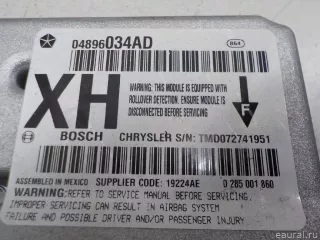 04896034AD
864
XH
WARNING: THIS MODULE IS EQUIPPED WITH
ROLLOVER DETECTION. ENSURE MODULE IS
DISCONNECTED BEFORE SERVICING
F
BOSCH CHRYSLER S/N: TMD072741951
ASSEMBLED IN MEXICO SUPPLIER CODE: 19224AE 0 285 001 860
WARNING:-REFER TO SERVICE MANUAL BEFORE SERVICING.
IMPROPER SERVICING CAN RESULT IN AIRBAG SYSTEM
FAILURE AND POSSIBLE DRIVER AND/OR PASSENGER INJURY
eaural.ru